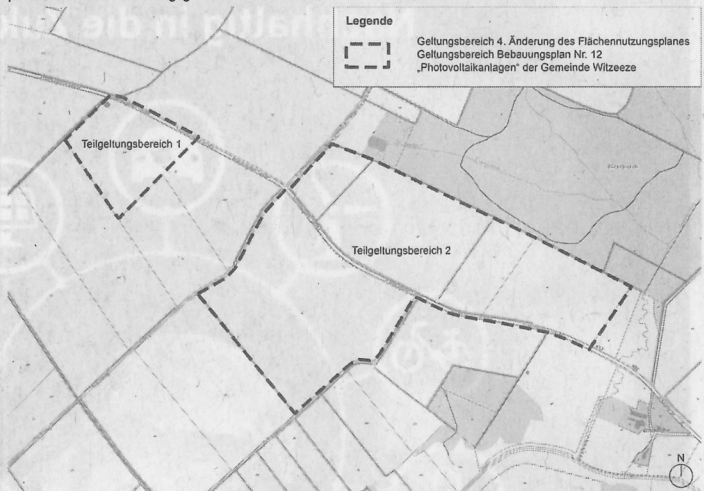 Legende
Geltungsbereich 4. Änderung des Flächennutzungsplanes
Geltungsbereich Bebauungsplan Nr. 12
„Photovoltaikanlagen“ der Gemeinde Witzeeze
Teilgeltungsbereich 1
Teilgeltungsbereich 2
N